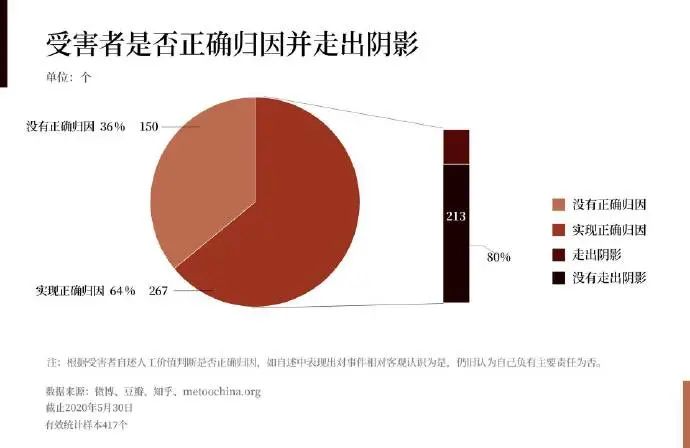 受害者是否正确归因并走出阴影
单位：个
没有正确归因 36% 150
213
80%
实现正确归因 64% 267
没有正确归因
实现正确归因
走出阴影
没有走出阴影
注：根据受害者自述人工价值判断是否正确归因，如自述中表现出对事件相对客观认识为是，仍旧认为自己负有主要责任为否。
数据来源：微博、豆瓣、知乎、metoochina.org
截止2020年5月30日
有效统计样本417个